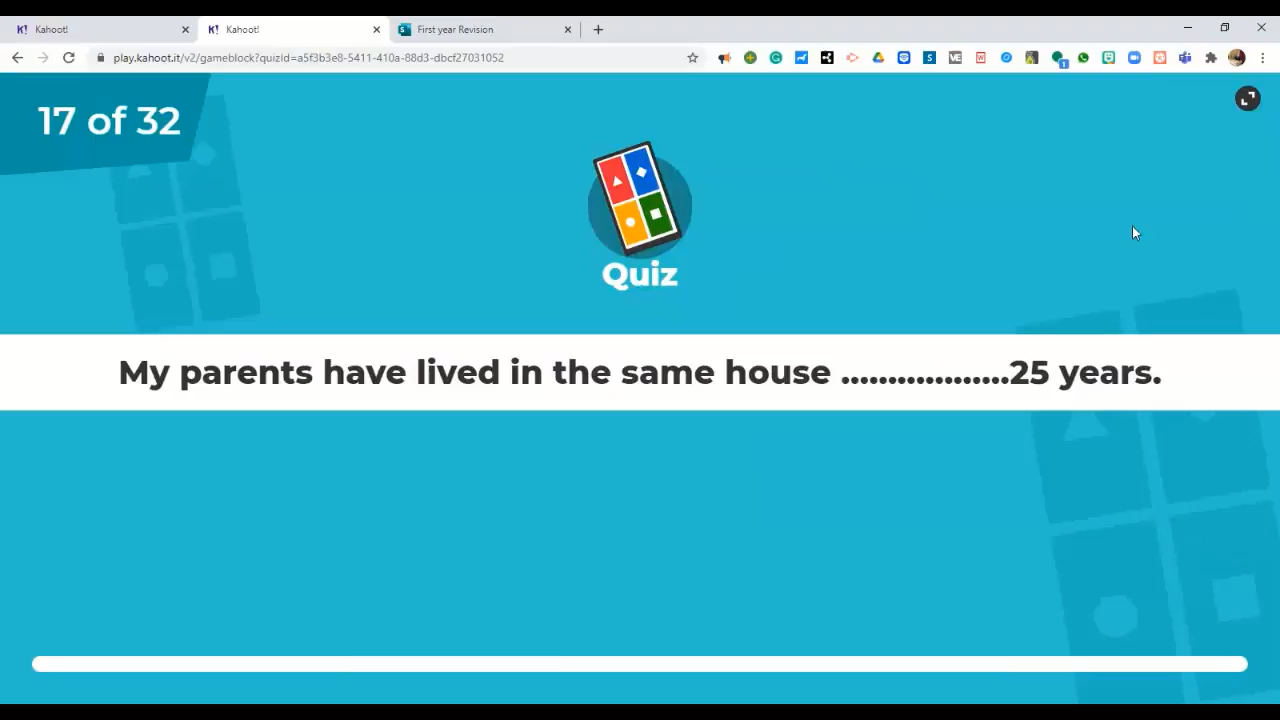 Kahoot!
Kahoot!
First year Revision
play.kahoot.it/v2/gameblock?quizId=a5f3b3e8-5411-410a-88d3-dbcf27031052
17 of 32
Quiz
My parents have lived in the same house ..................25 years.